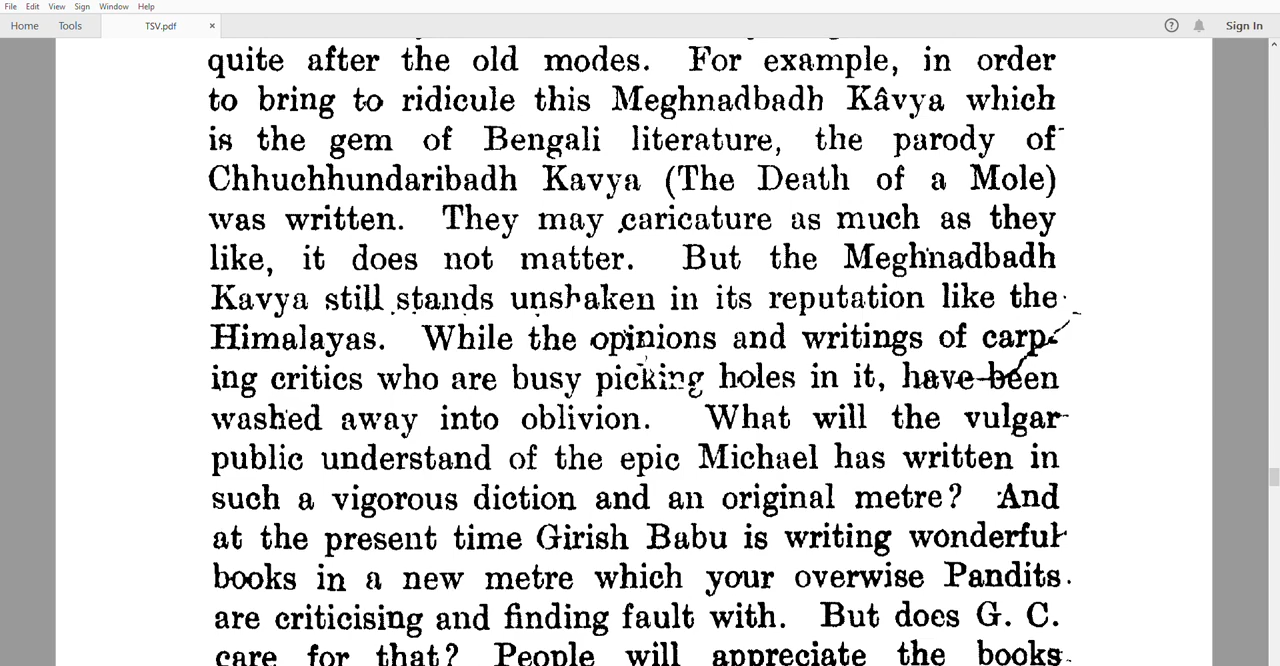 File Edit View Sign Window Help
Home Tools TSV.pdf × Sign In
quite after the old modes. For example, in order
to bring to ridicule this Meghnadbadh Kâvya which
is the gem of Bengali literature, the parody of
Chhuchhundaribadh Kavya (The Death of a Mole)
was written. They may caricature as much as they
like, it does not matter. But the Meghnadbadh
Kavya still stands unshaken in its reputation like the
Himalayas. While the opinions and writings of carp-
ing critics who are busy picking holes in it, have been
washed away into oblivion. What will the vulgar
public understand of the epic Michael has written in
such a vigorous diction and an original metre? And
at the present time Girish Babu is writing wonderful
books in a new metre which your overwise Pandits
are criticising and finding fault with. But does G. C.
care for that? People will appreciate the books